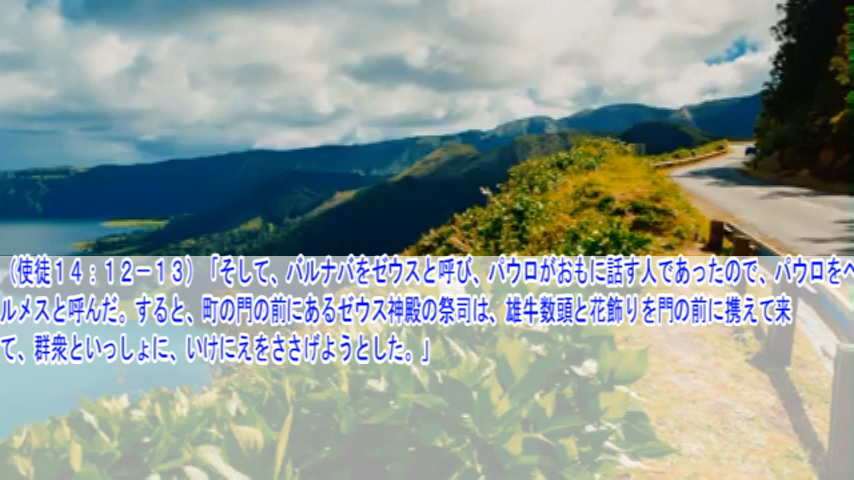 （使徒１４：１２－１３）「そして、バルナバをゼウスと呼び、パウロがおもに話す人であったので、パウロをヘ
ルメスと呼んだ。すると、町の門の前にあるゼウス神殿の祭司は、雄牛数頭と花飾りを門の前に携えて来
て、群衆といっしょに、いけにえをささげようとした。」